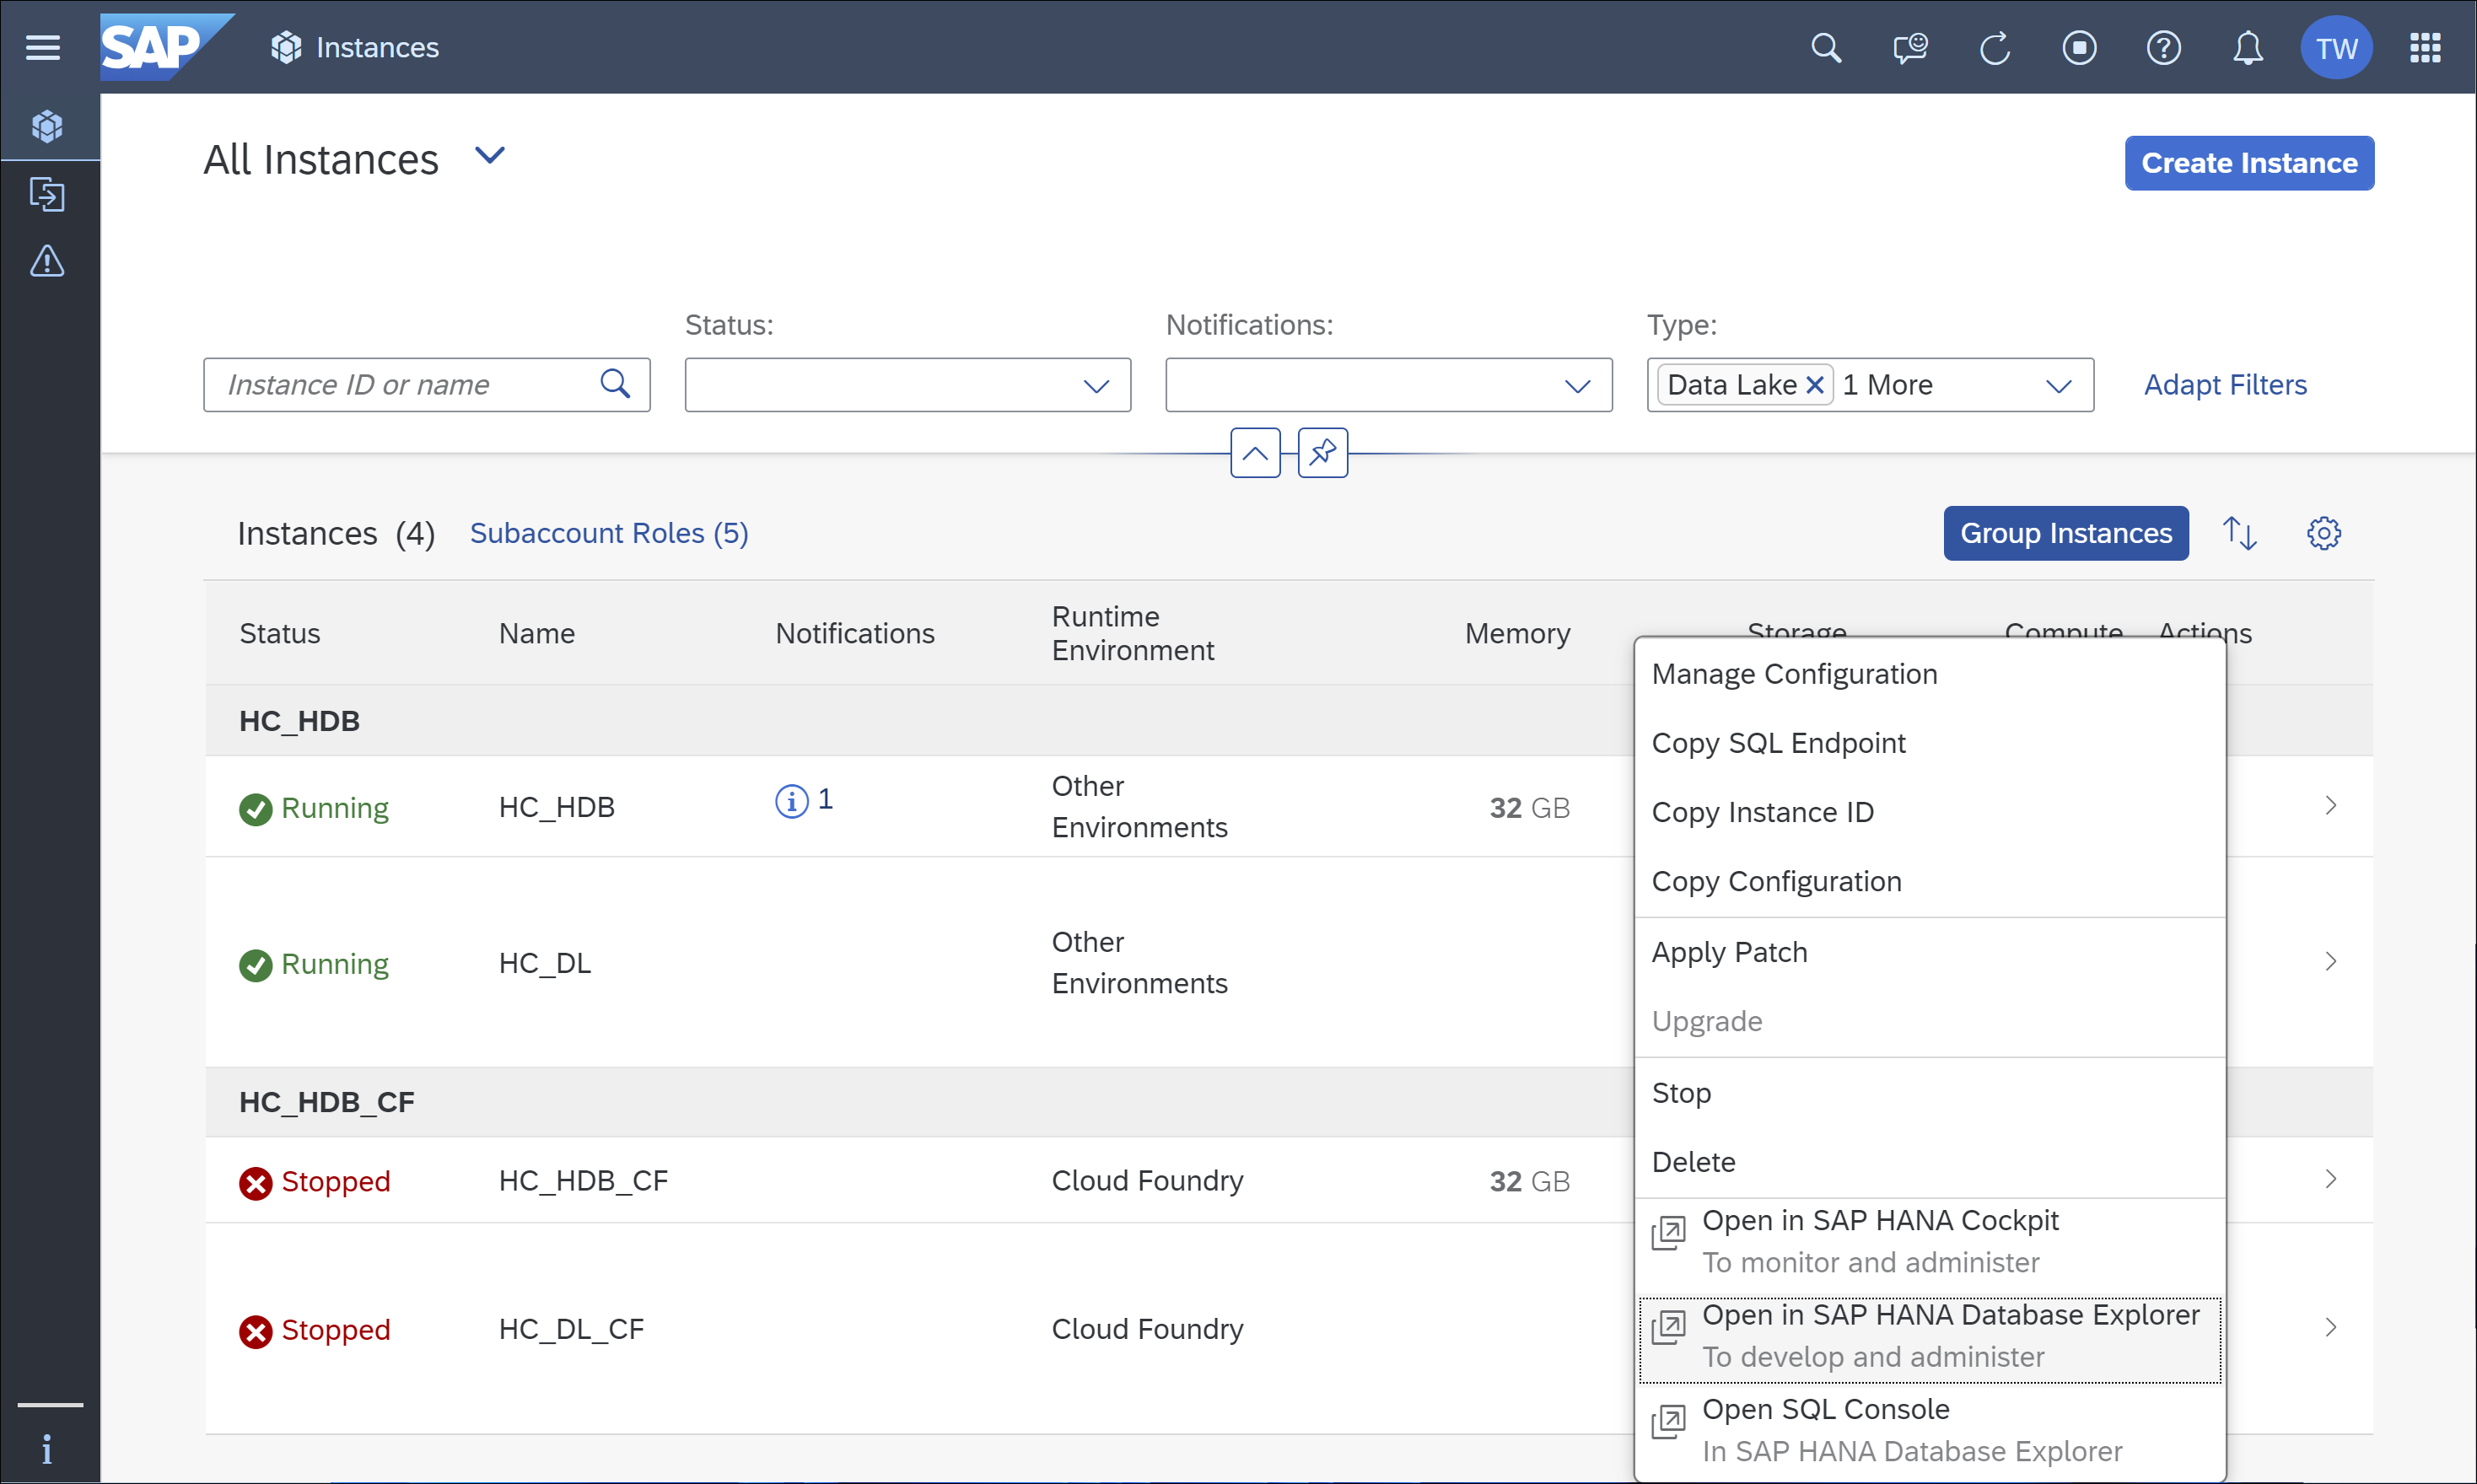 SAP Instances
TW
All Instances
Create Instance
Status:
Notifications:
Type:
Instance ID or name
Data Lake 1 More
Adapt Filters
Instances (4) Subaccount Roles (5)
Group Instances
Status Name Notifications Runtime Environment Memory Storage Compute Actions
HC_HDB
Running HC_HDB 1 Other Environments 32 GB
Running HC_DL Other Environments
HC_HDB_CF
Stopped HC_HDB_CF Cloud Foundry 32 GB
Stopped HC_DL_CF Cloud Foundry
Manage Configuration
Copy SQL Endpoint
Copy Instance ID
Copy Configuration
Apply Patch
Upgrade
Stop
Delete
Open in SAP HANA Cockpit
To monitor and administer
Open in SAP HANA Database Explorer
To develop and administer
Open SQL Console
In SAP HANA Database Explorer